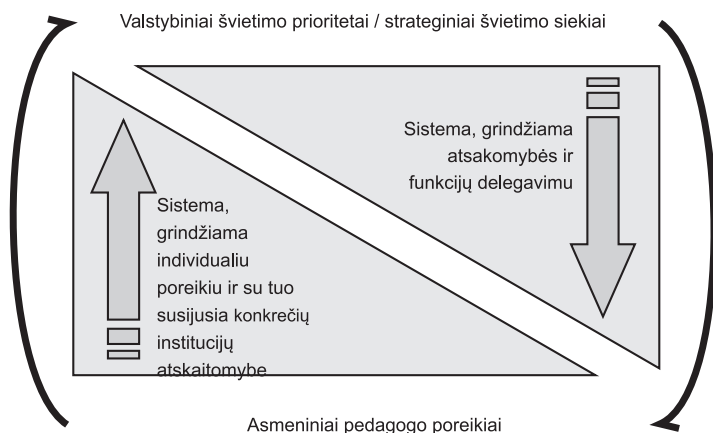 Valstybiniai švietimo prioritetai / strateginiai švietimo siekiai
Sistema, grindžiama
atsakomybės ir
funkcijų delegavimu
Sistema,
grindžiama
individualiu
poreikiu ir su tuo
susijusia konkrečių
institucijų
atskaitomybe
Asmeniniai pedagogo poreikiai